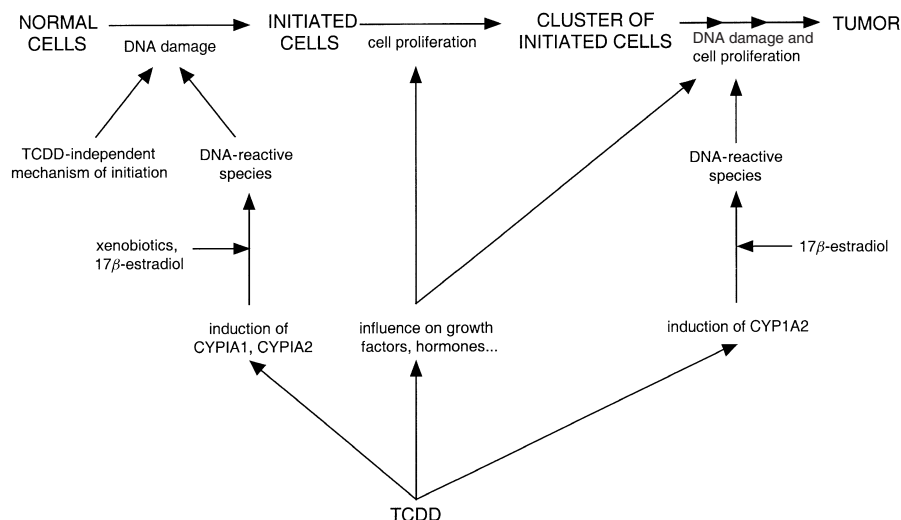 NORMAL
CELLS
DNA damage
INITIATED
CELLS
cell proliferation
CLUSTER OF
INITIATED CELLS
DNA damage and
cell proliferation
TUMOR
TCDD-independent
mechanism of initiation
DNA-reactive
species
DNA-reactive
species
xenobiotics,
17β-estradiol
17β-estradiol
induction of
CYPIA1, CYPIA2
influence on growth
factors, hormones...
induction of CYP1A2
TCDD